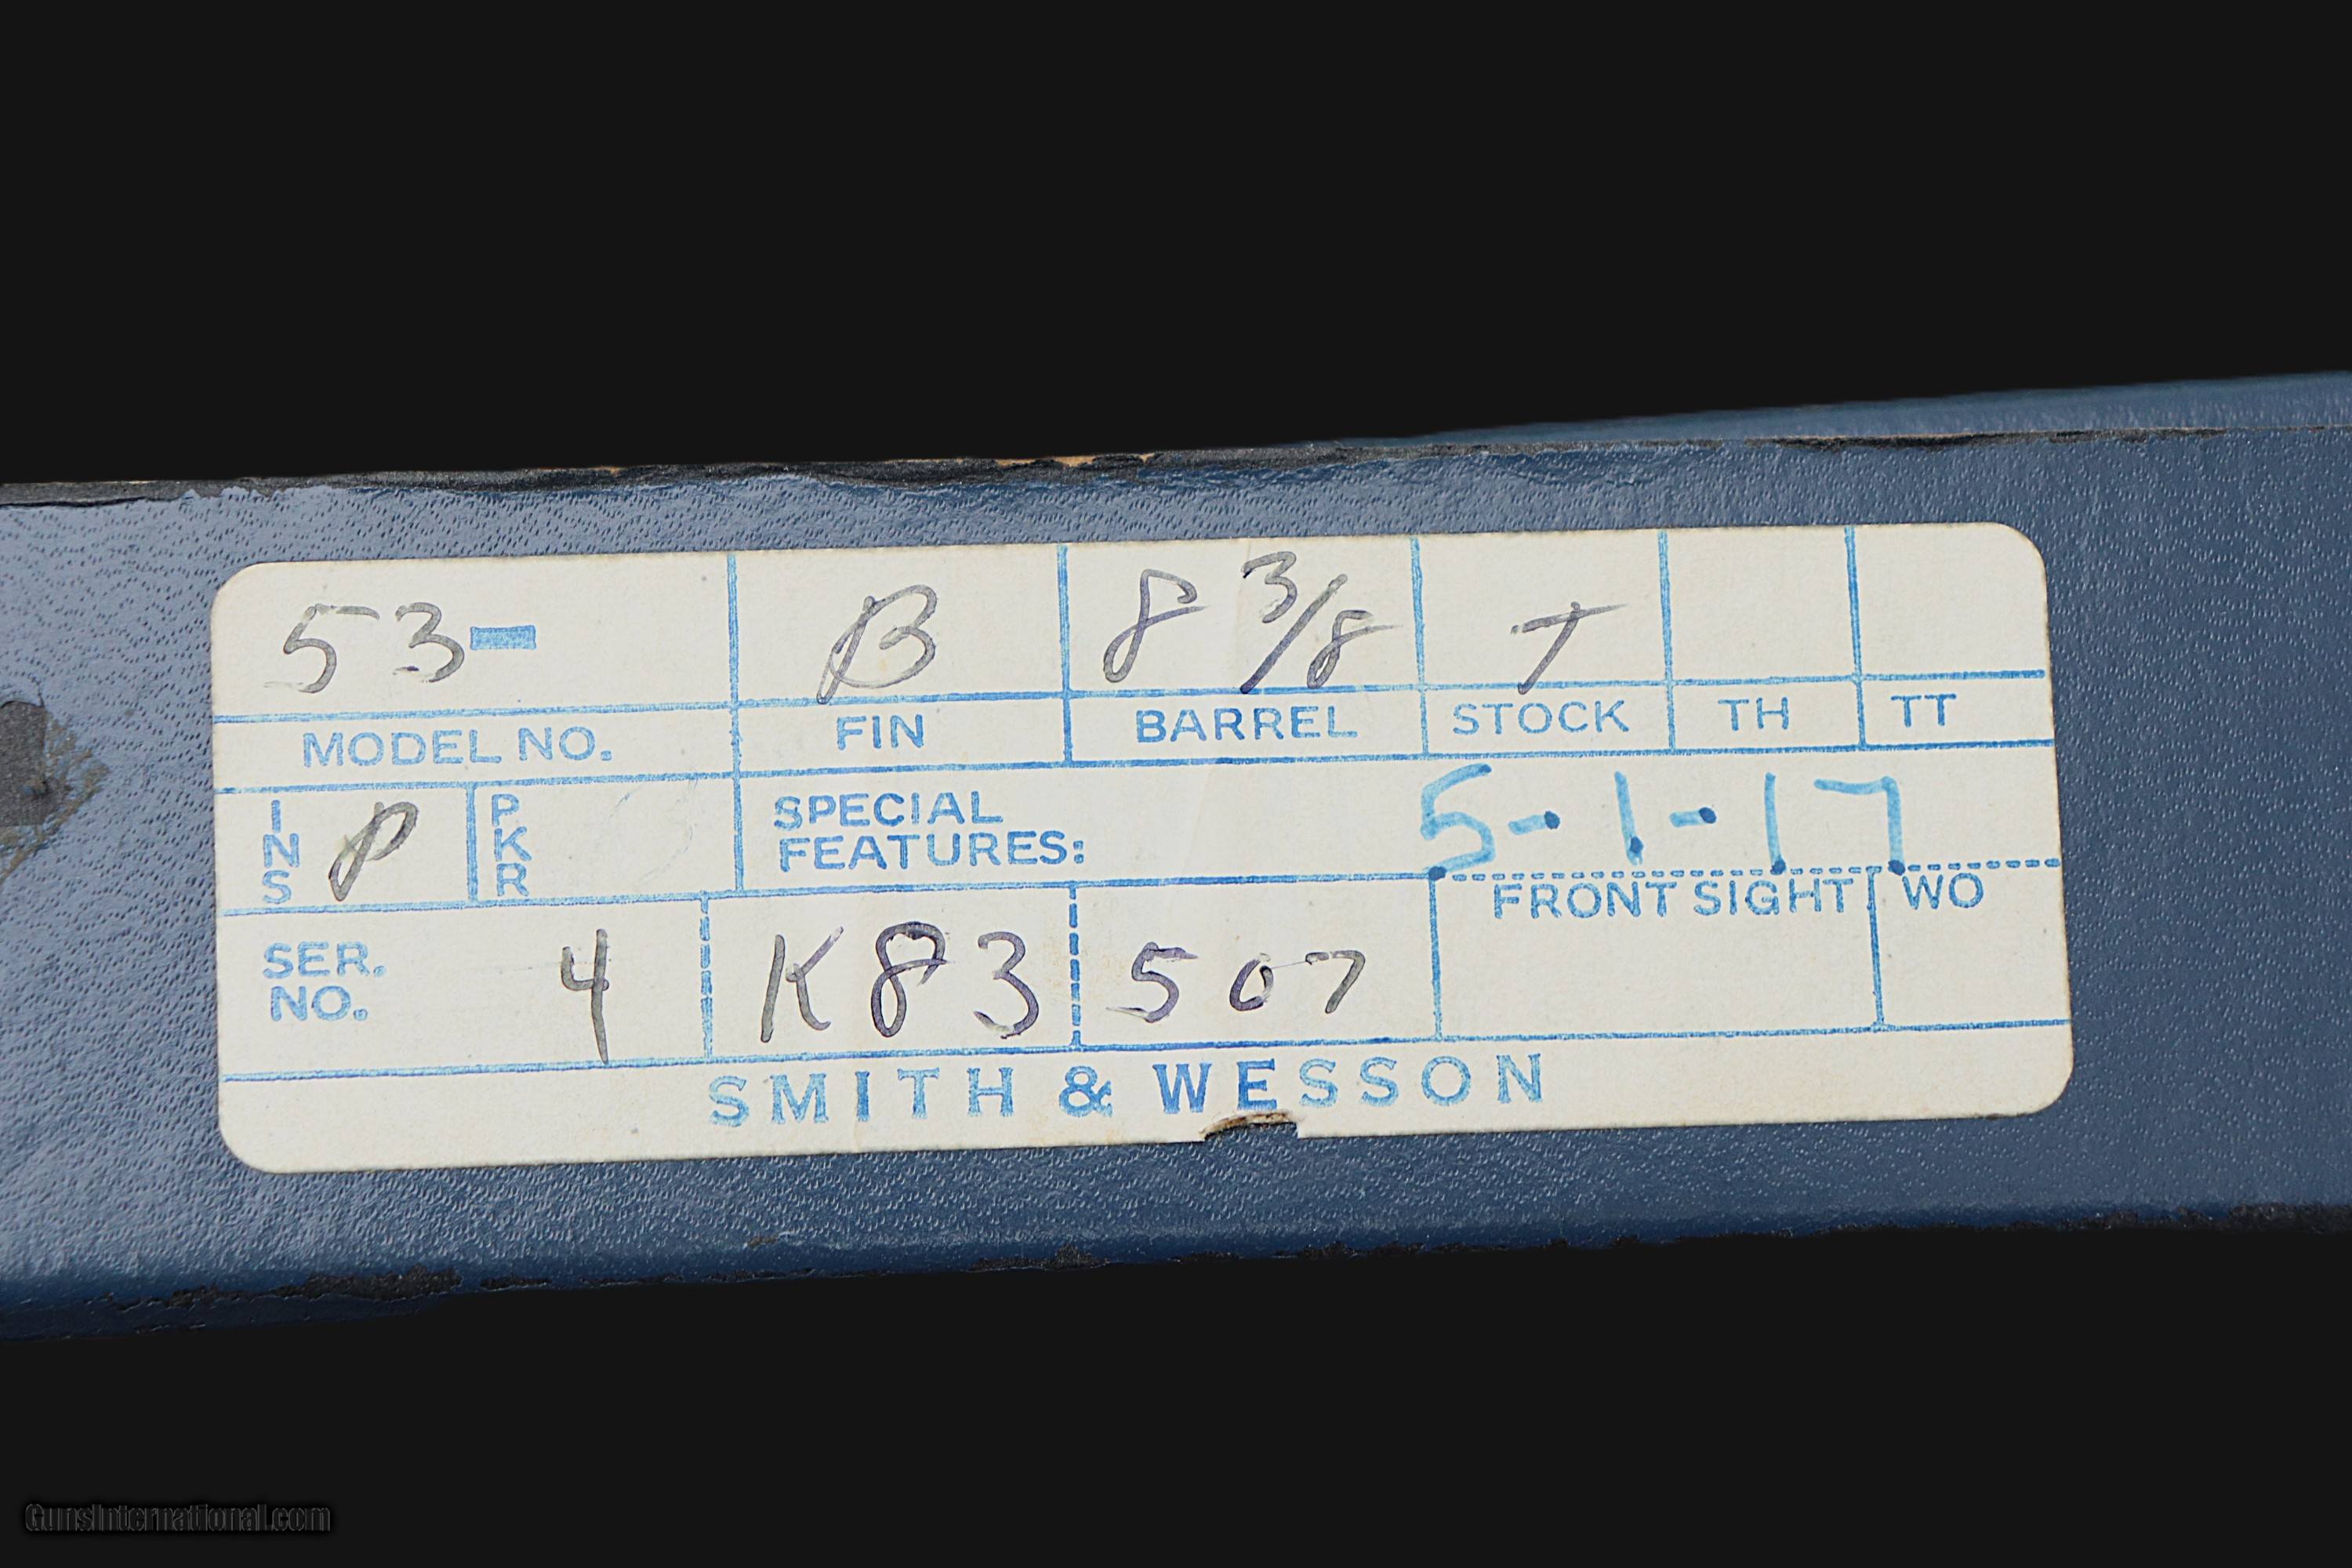 53- B 8 3/8 T
MODEL NO. FIN BARREL STOCK TH TT
INS P PKR SPECIAL FEATURES: 5-1-17
FRONT SIGHT WO
SER. NO. 4 K83 507
SMITH & WESSON
GunsInternational.com